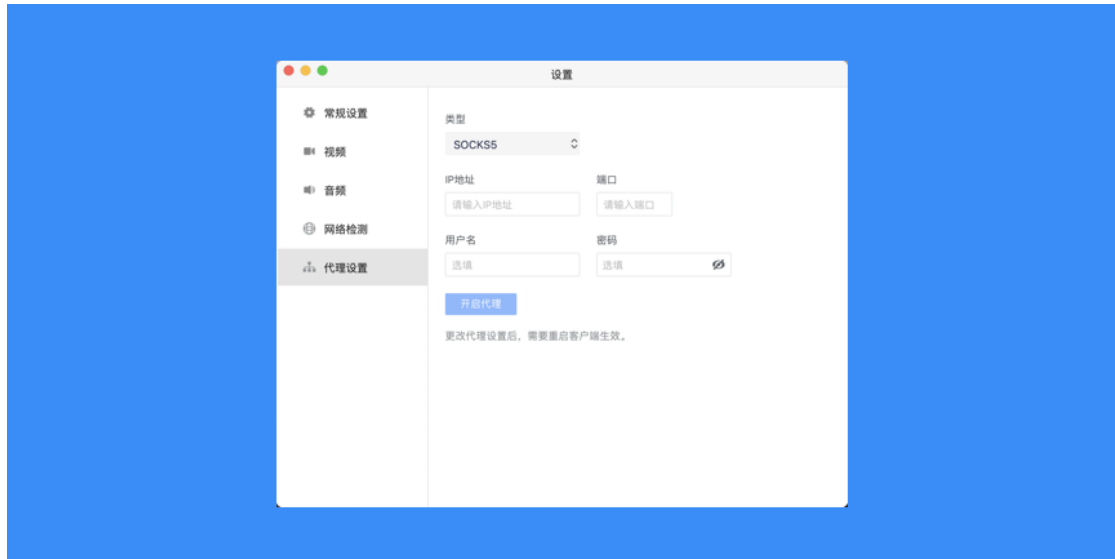 设置
常规设置
视频
音频
网络检测
代理设置
类型
SOCKS5
IP地址 端口
请输入IP地址 请输入端口
用户名 密码
选填 选填
开启代理
更改代理设置后，需要重启客户端生效。